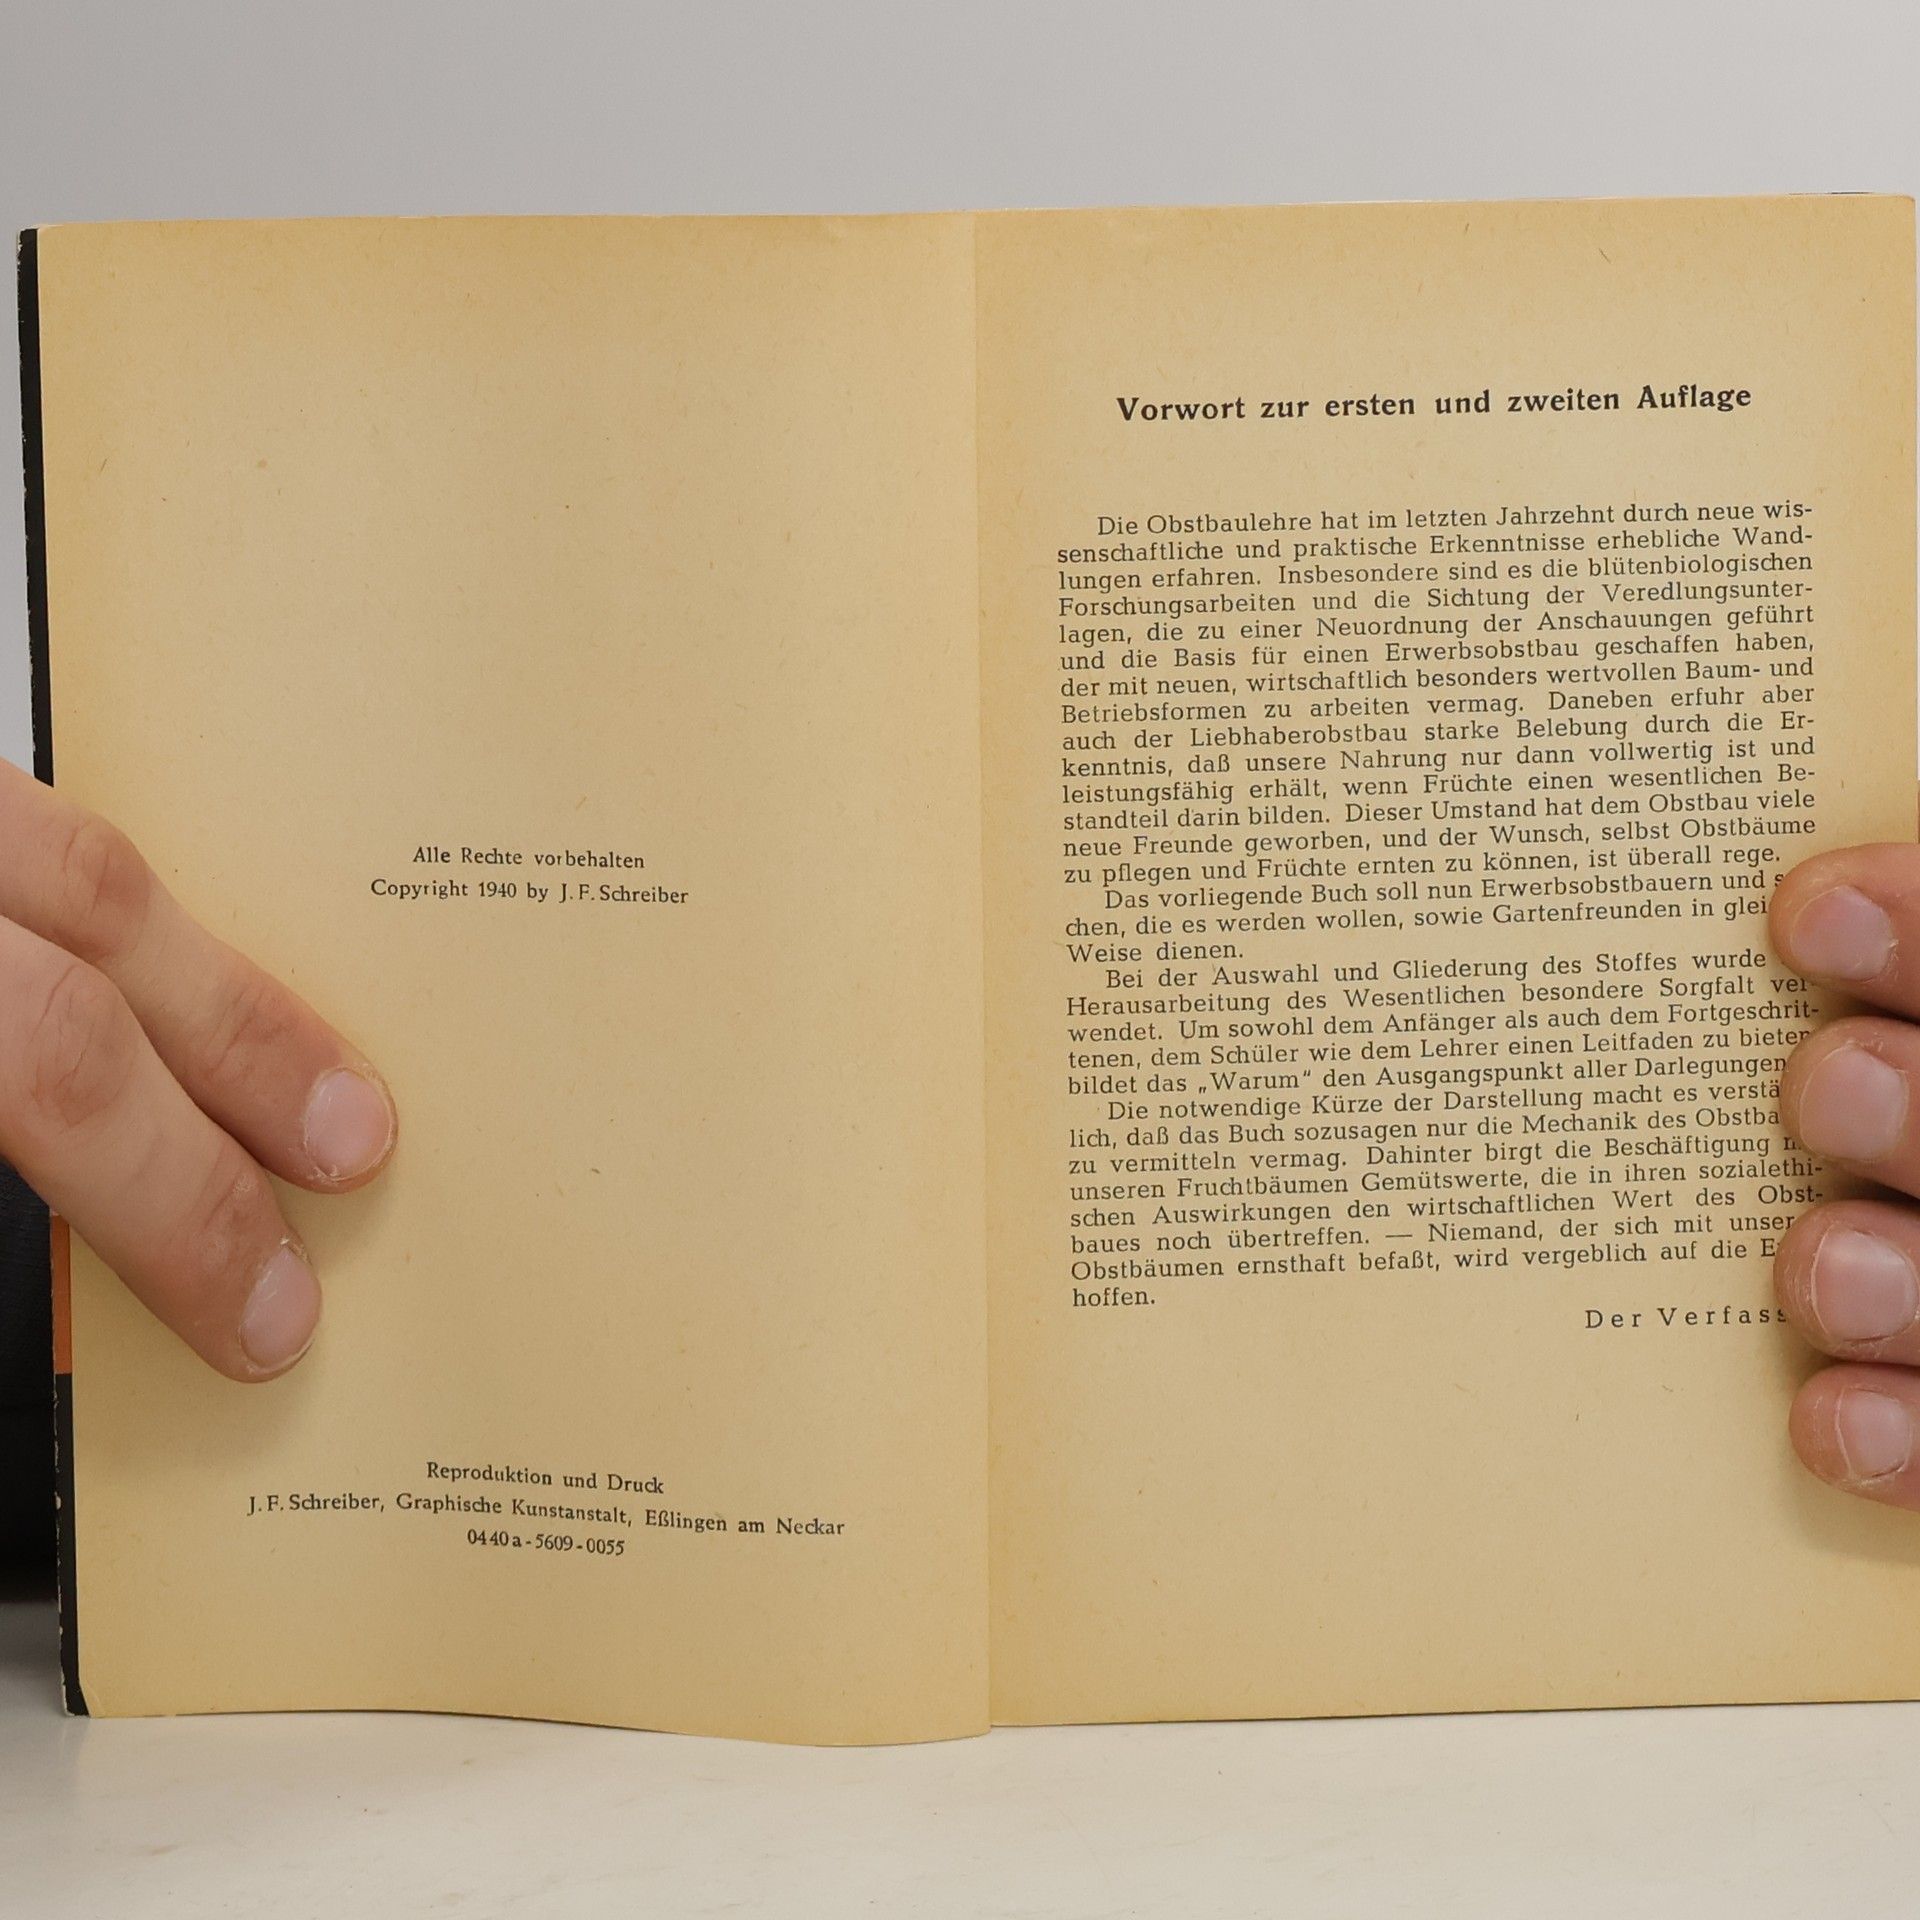 Alle Rechte vorbehalten
Copyright 1940 by J. F. Schreiber
Reproduktion und Druck
J. F. Schreiber, Graphische Kunstanstalt, Eßlingen am Neckar
0440 a - 5609 - 0055
Vorwort zur ersten und zweiten Auflage
Die Obstbaulehre hat im letzten Jahrzehnt durch neue wis-
senschaftliche und praktische Erkenntnisse erhebliche Wand-
lungen erfahren. Insbesondere sind es die blütenbiologischen
Forschungsarbeiten und die Sichtung der Veredlungsunter-
lagen, die zu einer Neuordnung der Anschauungen geführt
und die Basis für einen Erwerbsobstbau geschaffen haben,
der mit neuen, wirtschaftlich besonders wertvollen Baum- und
Betriebsformen zu arbeiten vermag. Daneben erfuhr aber
auch der Liebhaberobstbau starke Belebung durch die Er-
kenntnis, daß unsere Nahrung nur dann vollwertig ist und
leistungsfähig erhält, wenn Früchte einen wesentlichen Be-
standteil darin bilden. Dieser Umstand hat dem Obstbau viele
neue Freunde geworben, und der Wunsch, selbst Obstbäume
zu pflegen und Früchte ernten zu können, ist überall rege.
Das vorliegende Buch soll nun Erwerbsobstbauern und
chen, die es werden wollen, sowie Gartenfreunden in
Weise dienen.
Bei der Auswahl und Gliederung des Stoffes wurde
Herausarbeitung des Wesentlichen besondere Sorgfalt ver-
wendet. Um sowohl dem Anfänger als auch dem Fortgeschrit-
tenen, dem Schüler wie dem Lehrer einen Leitfaden zu bieten
bildet das „Warum“ den Ausgangspunkt aller Darlegungen
Die notwendige Kürze der Darstellung macht es
lich, daß das Buch sozusagen nur die Mechanik des
zu vermitteln vermag. Dahinter birgt die Beschäftigung
unseren Fruchtbäumen Gemütswerte, die in ihren sozialethi-
schen Auswirkungen den wirtschaftlichen Wert des Obst-
baues noch übertreffen. — Niemand, der sich mit
Obstbäumen ernsthaft befaßt, wird vergeblich auf die
hoffen.
Der